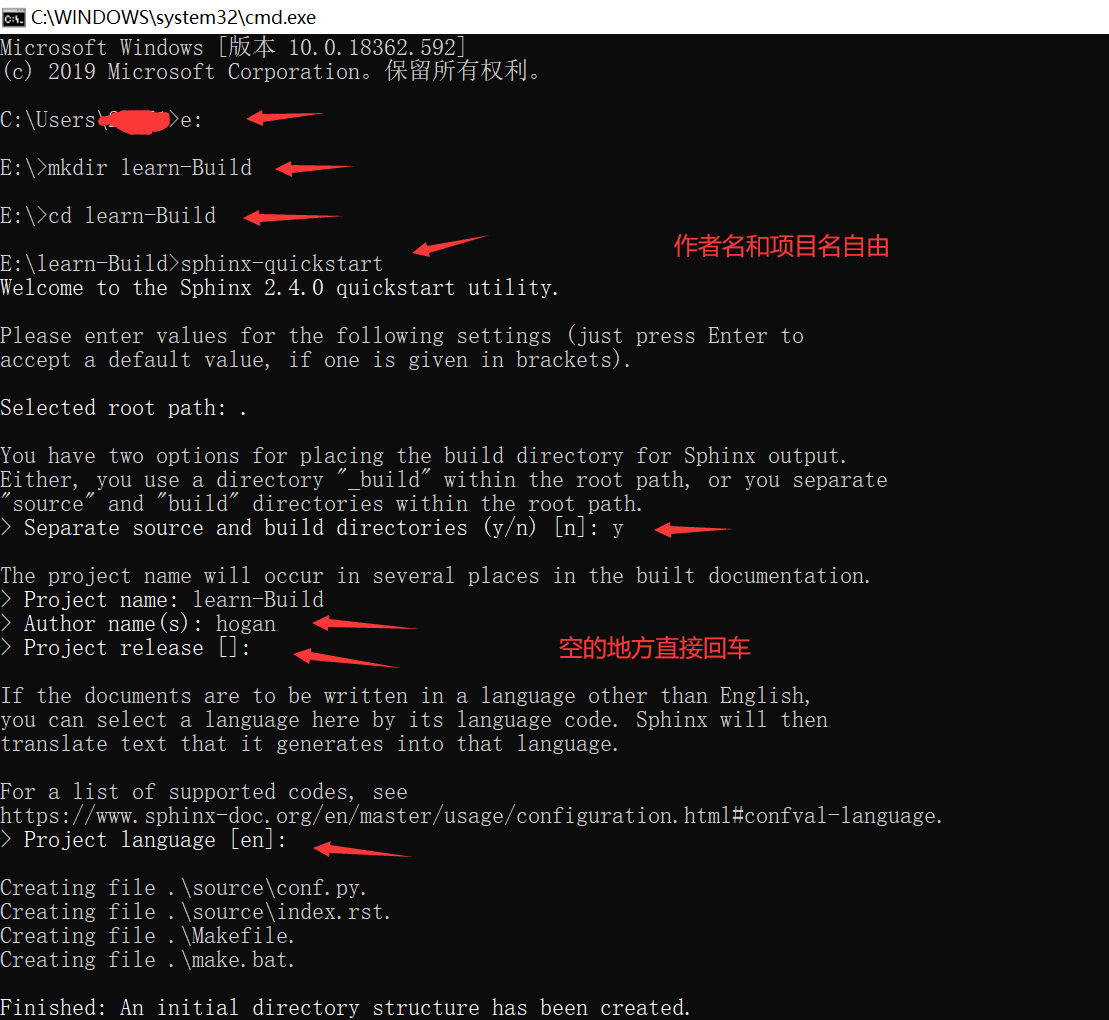 C:\WINDOWS\system32\cmd.exe
Microsoft Windows [版本 10.0.18362.592]
(c) 2019 Microsoft Corporation。保留所有权利。
C:\Users\ >e:
E:\>mkdir learn-Build
E:\>cd learn-Build
作者名和项目名自由
E:\learn-Build>sphinx-quickstart
Welcome to the Sphinx 2.4.0 quickstart utility.
Please enter values for the following settings (just press Enter to
accept a default value, if one is given in brackets).
Selected root path: .
You have two options for placing the build directory for Sphinx output.
Either, you use a directory "_build" within the root path, or you separate
"source" and "build" directories within the root path.
> Separate source and build directories (y/n) [n]: y
The project name will occur in several places in the built documentation.
> Project name: learn-Build
> Author name(s): hogan
> Project release []:
空的地方直接回车
If the documents are to be written in a language other than English,
you can select a language here by its language code. Sphinx will then
translate text that it generates into that language.
For a list of supported codes, see
https://www.sphinx-doc.org/en/master/usage/configuration.html#confval-language.
> Project language [en]:
Creating file .\source\conf.py.
Creating file .\source\index.rst.
Creating file .\Makefile.
Creating file .\make.bat.
Finished: An initial directory structure has been created.